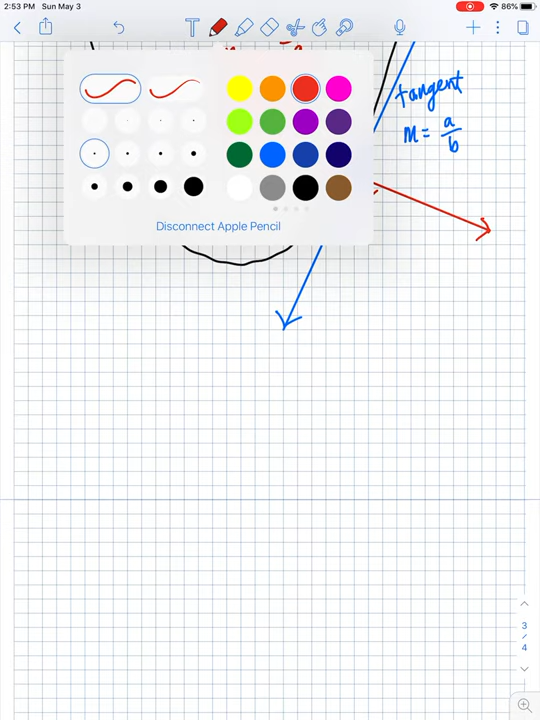 2:53 PM Sun May 3
86%
T
tangent
m = a/b
Disconnect Apple Pencil
3
/
4